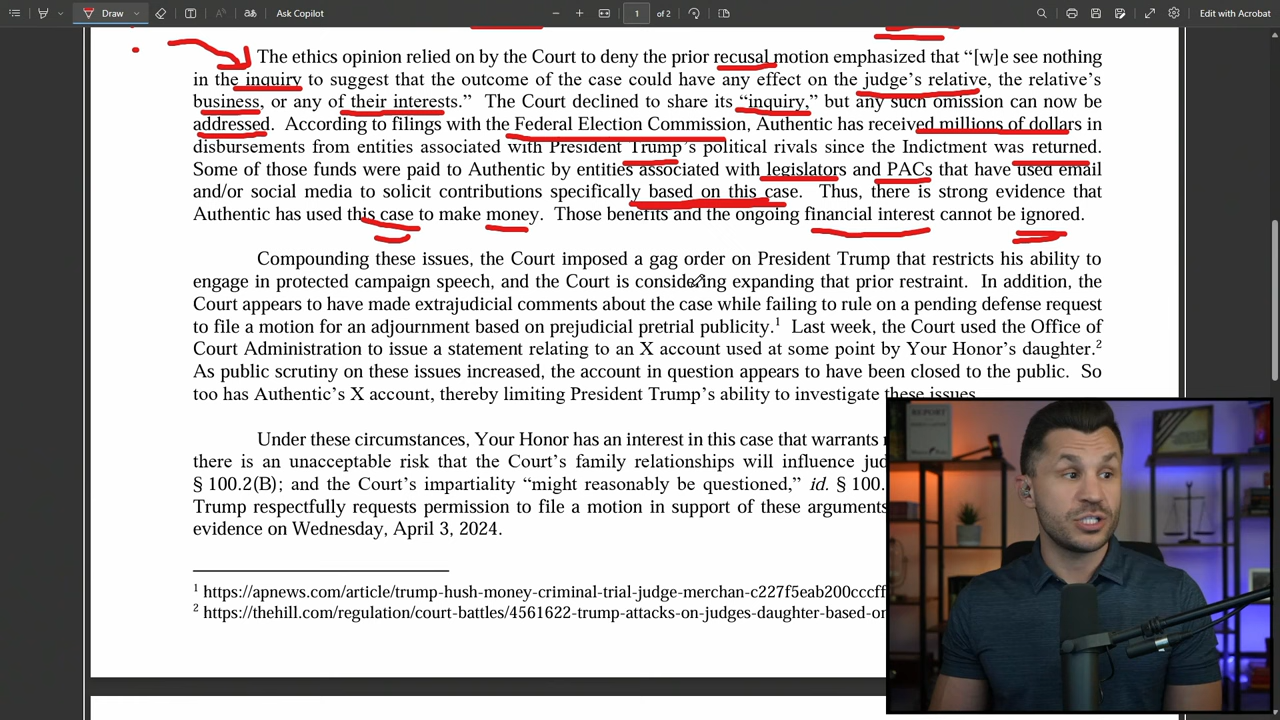 Draw
Ask Copilot
1 of 2
Edit with Acrobat
The ethics opinion relied on by the Court to deny the prior recusal motion emphasized that “[w]e see nothing
in the inquiry to suggest that the outcome of the case could have any effect on the judge’s relative, the relative’s
business, or any of their interests.” The Court declined to share its “inquiry,” but any such omission can now be
addressed. According to filings with the Federal Election Commission, Authentic has received millions of dollars in
disbursements from entities associated with President Trump’s political rivals since the Indictment was returned.
Some of those funds were paid to Authentic by entities associated with legislators and PACs that have used email
and/or social media to solicit contributions specifically based on this case. Thus, there is strong evidence that
Authentic has used this case to make money. Those benefits and the ongoing financial interest cannot be ignored.
Compounding these issues, the Court imposed a gag order on President Trump that restricts his ability to
engage in protected campaign speech, and the Court is considering expanding that prior restraint. In addition, the
Court appears to have made extrajudicial comments about the case while failing to rule on a pending defense request
to file a motion for an adjournment based on prejudicial pretrial publicity.¹ Last week, the Court used the Office of
Court Administration to issue a statement relating to an X account used at some point by Your Honor’s daughter.²
As public scrutiny on these issues increased, the account in question appears to have been closed to the public. So
too has Authentic’s X account, thereby limiting President Trump’s ability to investigate these issues.
Under these circumstances, Your Honor has an interest in this case that warrants
there is an unacceptable risk that the Court’s family relationships will influence jud
§ 100.2(B); and the Court’s impartiality “might reasonably be questioned,” id. § 100.
Trump respectfully requests permission to file a motion in support of these arguments
evidence on Wednesday, April 3, 2024.
¹ https://apnews.com/article/trump-hush-money-criminal-trial-judge-merchan-c227f5eab200cccff
² https://thehill.com/regulation/court-battles/4561622-trump-attacks-on-judges-daughter-based-or
REPORT